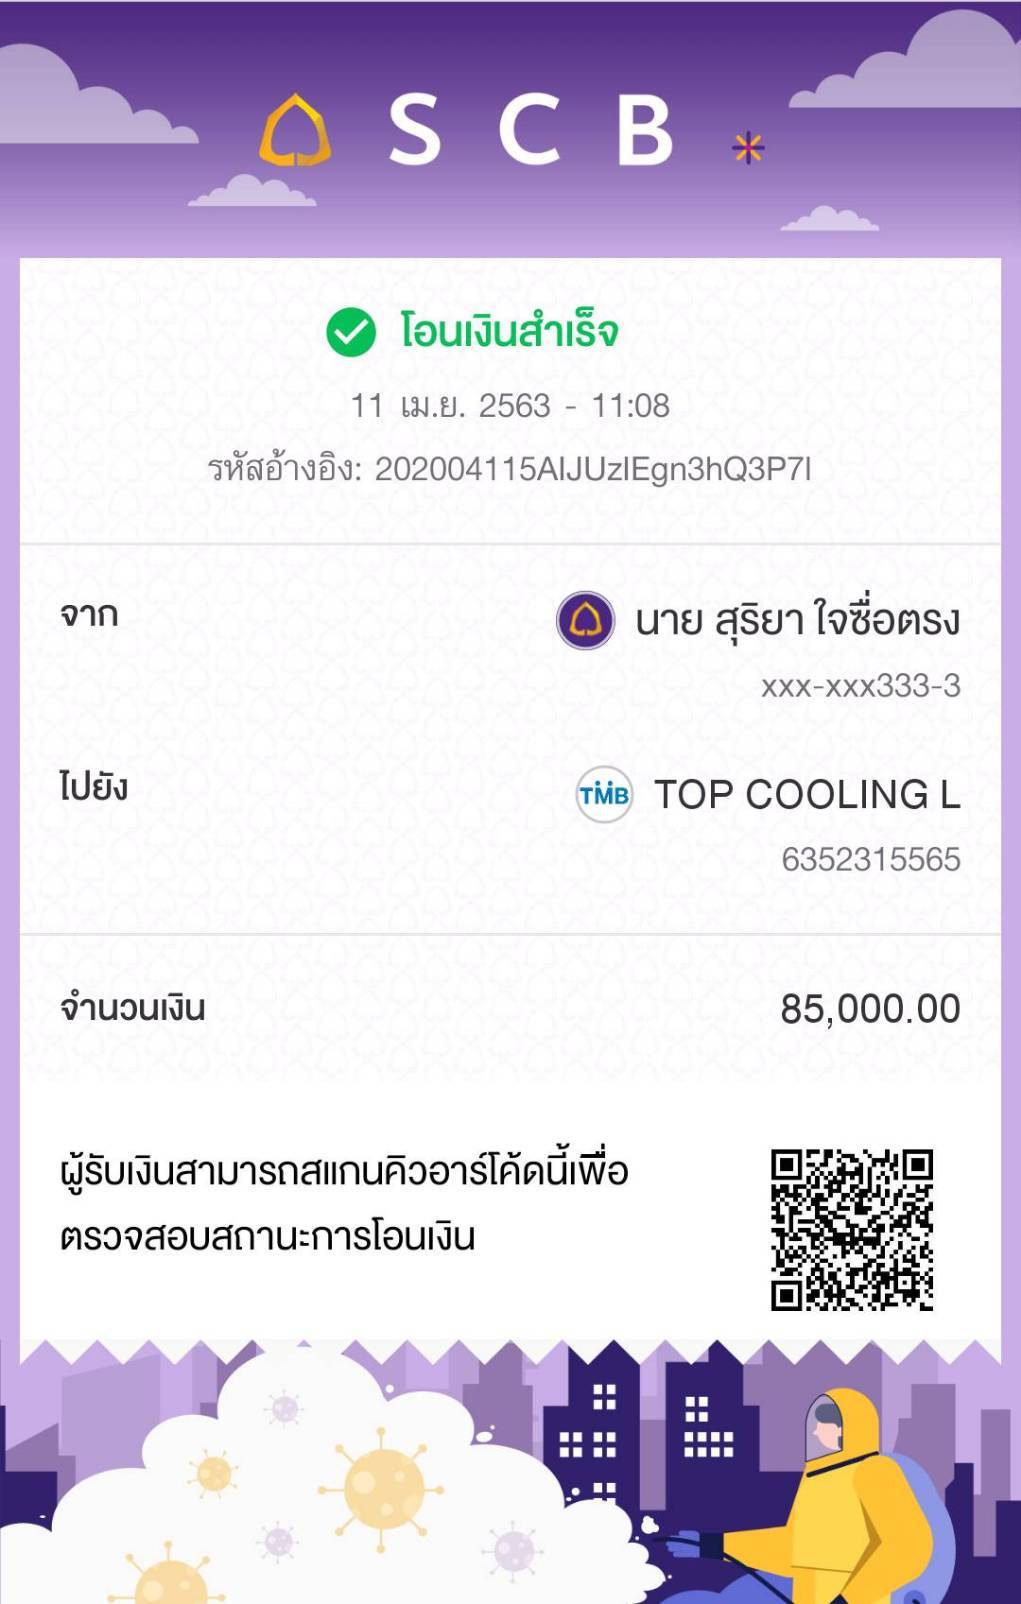 SCB
โอนเงินสำเร็จ
11 เม.ย. 2563 - 11:08
รหัสอ้างอิง: 202004115AIJUzlEgn3hQ3P7l
จาก
นาย สุริยา ใจซื่อตรง
xxx-xxx333-3
ไปยัง
TMB TOP COOLING L
6352315565
จำนวนเงิน
85,000.00
ผู้รับเงินสามารถสแกนคิวอาร์โค้ดนี้เพื่อ
ตรวจสอบสถานะการโอนเงิน